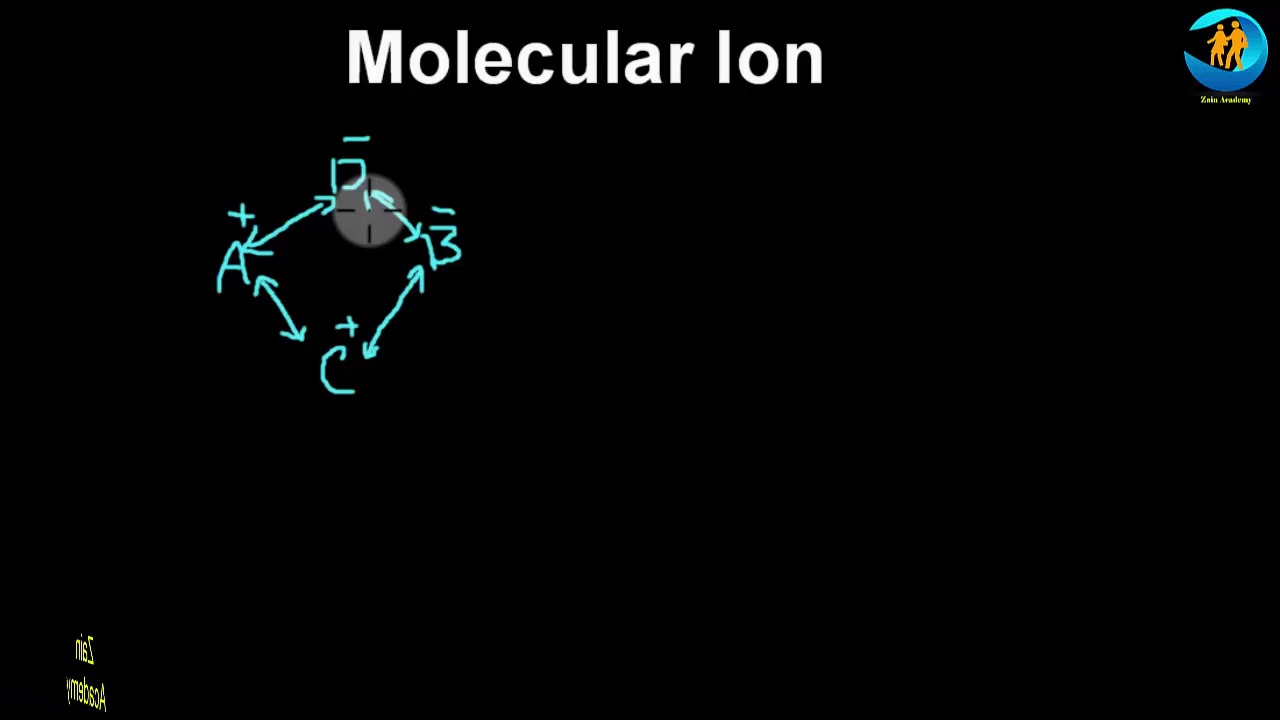 Molecular Ion
Zain Academy
D̄
A⁺
B̄
C⁺
Zain
Academy